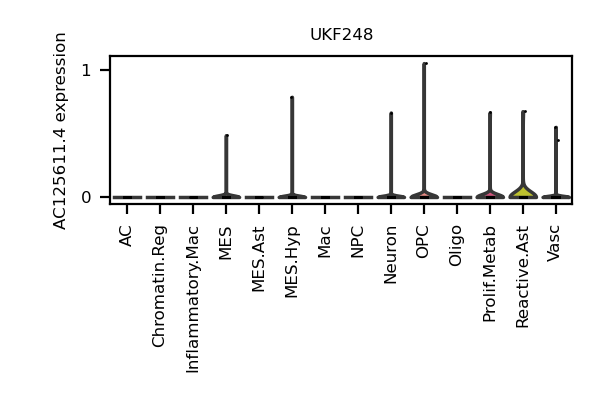 UKF248
AC125611.4 expression
1
0
AC
Chromatin.Reg
Inflammatory.Mac
MES
MES.Ast
MES.Hyp
Mac
NPC
Neuron
OPC
Oligo
Prolif.Metab
Reactive.Ast
Vasc